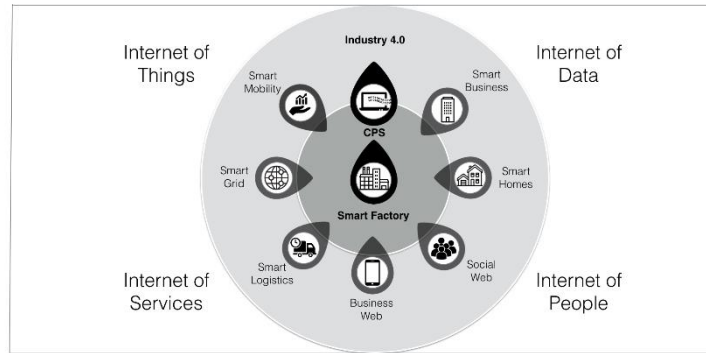 Industry 4.0
Internet of
Things
Internet of
Data
Smart
Mobility
Smart
Business
CPS
Smart
Grid
Smart
Homes
Smart Factory
Smart
Logistics
Social
Web
Business
Web
Internet of
Services
Internet of
People